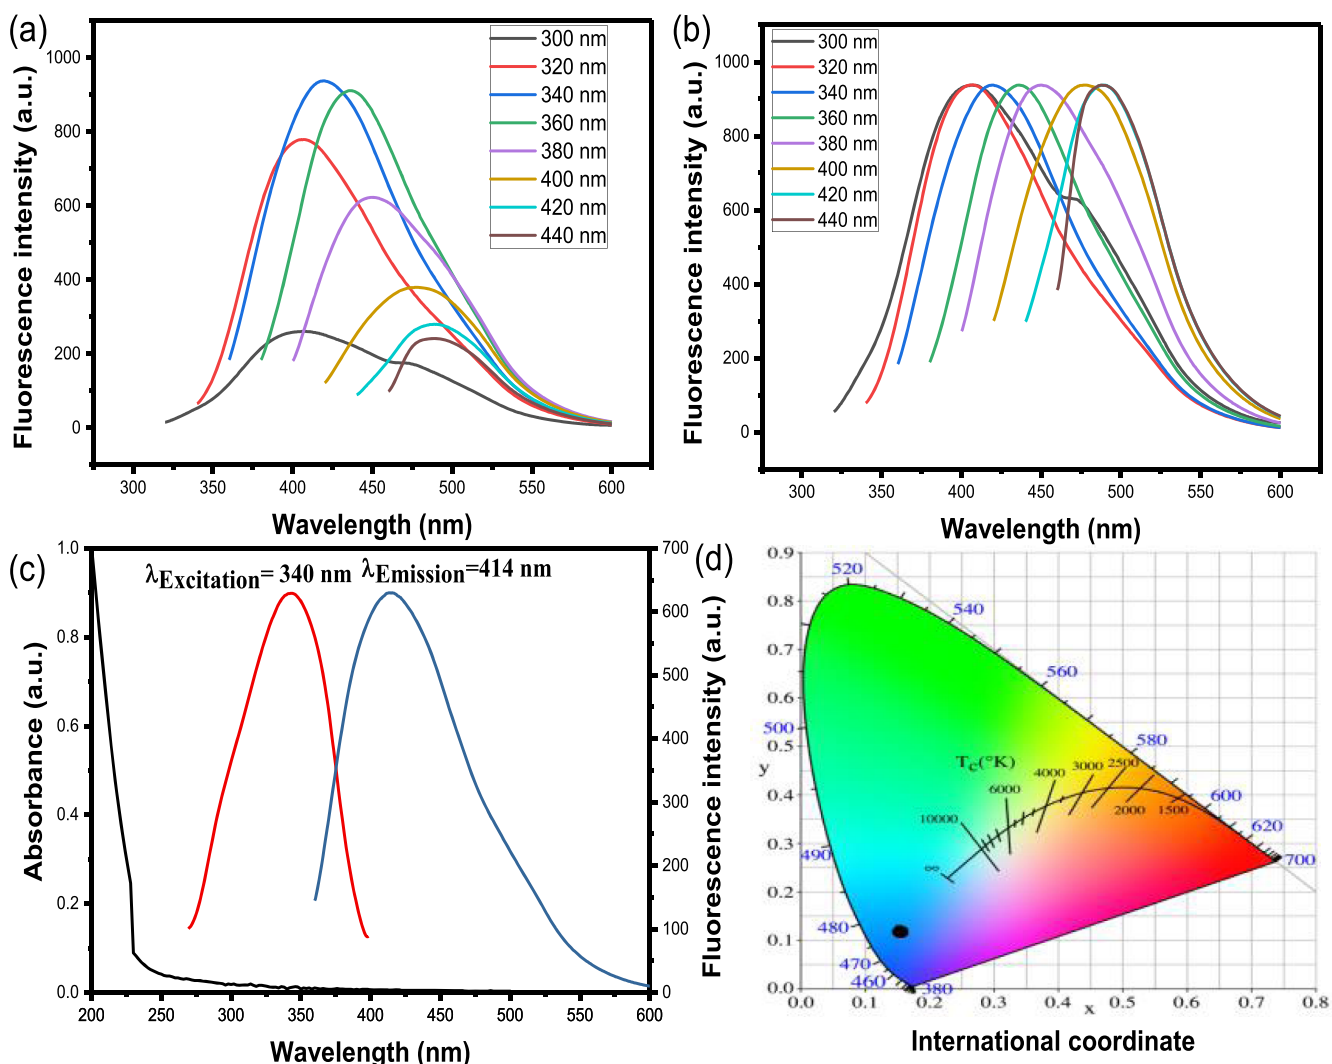 (a)
Fluorescence intensity (a.u.)
1000
800
600
400
200
0
300 nm
320 nm
340 nm
360 nm
380 nm
400 nm
420 nm
440 nm
300 350 400 450 500 550 600
Wavelength (nm)
(b)
Fluorescence intensity (a.u.)
1000
800
600
400
200
0
300 nm
320 nm
340 nm
360 nm
380 nm
400 nm
420 nm
440 nm
300 350 400 450 500 550 600
Wavelength (nm)
(c)
λExcitation= 340 nm λEmission=414 nm
Absorbance (a.u.)
1.0
0.8
0.6
0.4
0.2
0.0
Fluorescence intensity (a.u.)
700
600
500
400
300
200
100
0
200 250 300 350 400 450 500 550 600
Wavelength (nm)
(d)
0.9
0.8
0.7
0.6
0.5
y
0.4
0.3
0.2
0.1
0.0
520
540
560
500
580
Tc(°K)
4000 3000 2500
6000
600
10000
2000 1500
620
490
∞
700
480
470
460
380
0.0 0.1 0.2 0.3 0.4 0.5 0.6 0.7 0.8
x
International coordinate